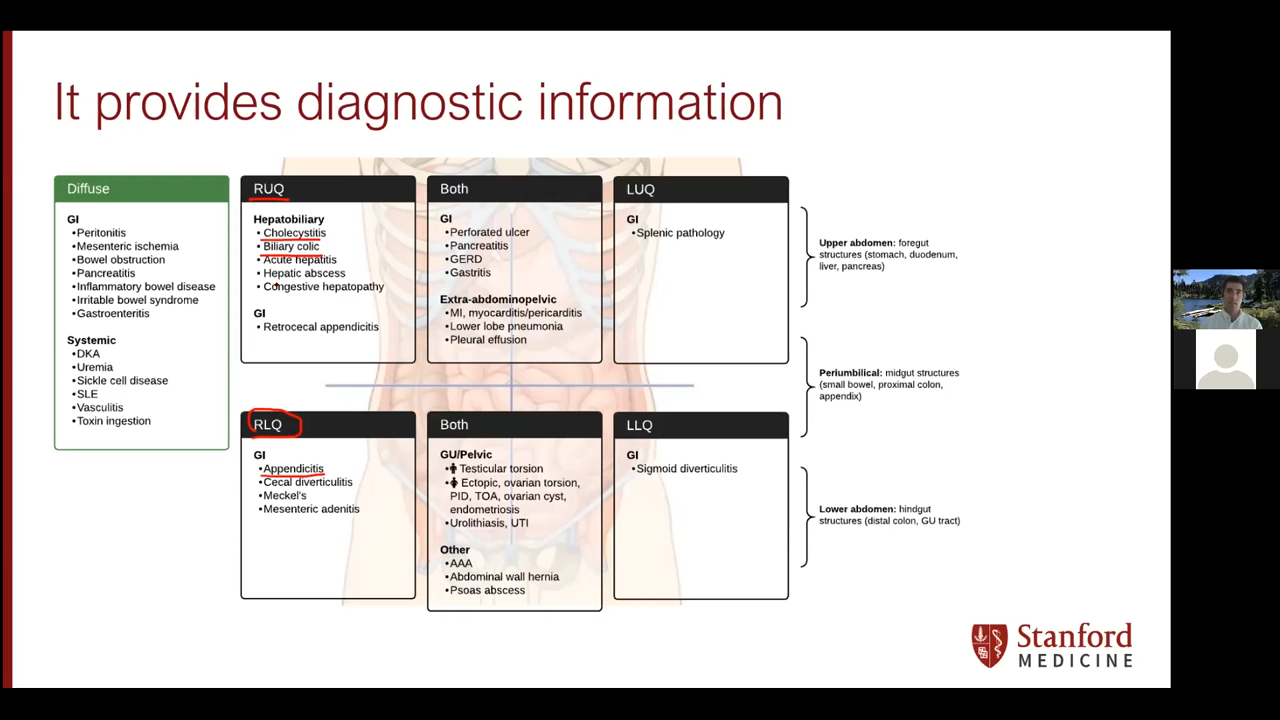 It provides diagnostic information
Diffuse
GI
•Peritonitis
•Mesenteric ischemia
•Bowel obstruction
•Pancreatitis
•Inflammatory bowel disease
•Irritable bowel syndrome
•Gastroenteritis
Systemic
•DKA
•Uremia
•Sickle cell disease
•SLE
•Vasculitis
•Toxin ingestion
RUQ
Hepatobiliary
• Cholecystitis
• Biliary colic
• Acute hepatitis
• Hepatic abscess
• Congestive hepatopathy
GI
• Retrocecal appendicitis
Both
GI
•Perforated ulcer
•Pancreatitis
•GERD
•Gastritis
Extra-abdominopelvic
•MI, myocarditis/pericarditis
•Lower lobe pneumonia
•Pleural effusion
LUQ
GI
•Splenic pathology
Upper abdomen: foregut
structures (stomach, duodenum,
liver, pancreas)
Periumbilical: midgut structures
(small bowel, proximal colon,
appendix)
RLQ
GI
•Appendicitis
•Cecal diverticulitis
•Meckel's
•Mesenteric adenitis
Both
GU/Pelvic
• Testicular torsion
• Ectopic, ovarian torsion,
PID, TOA, ovarian cyst,
endometriosis
•Urolithiasis, UTI
Other
•AAA
•Abdominal wall hernia
•Psoas abscess
LLQ
GI
•Sigmoid diverticulitis
Lower abdomen: hindgut
structures (distal colon, GU tract)
Stanford
MEDICINE